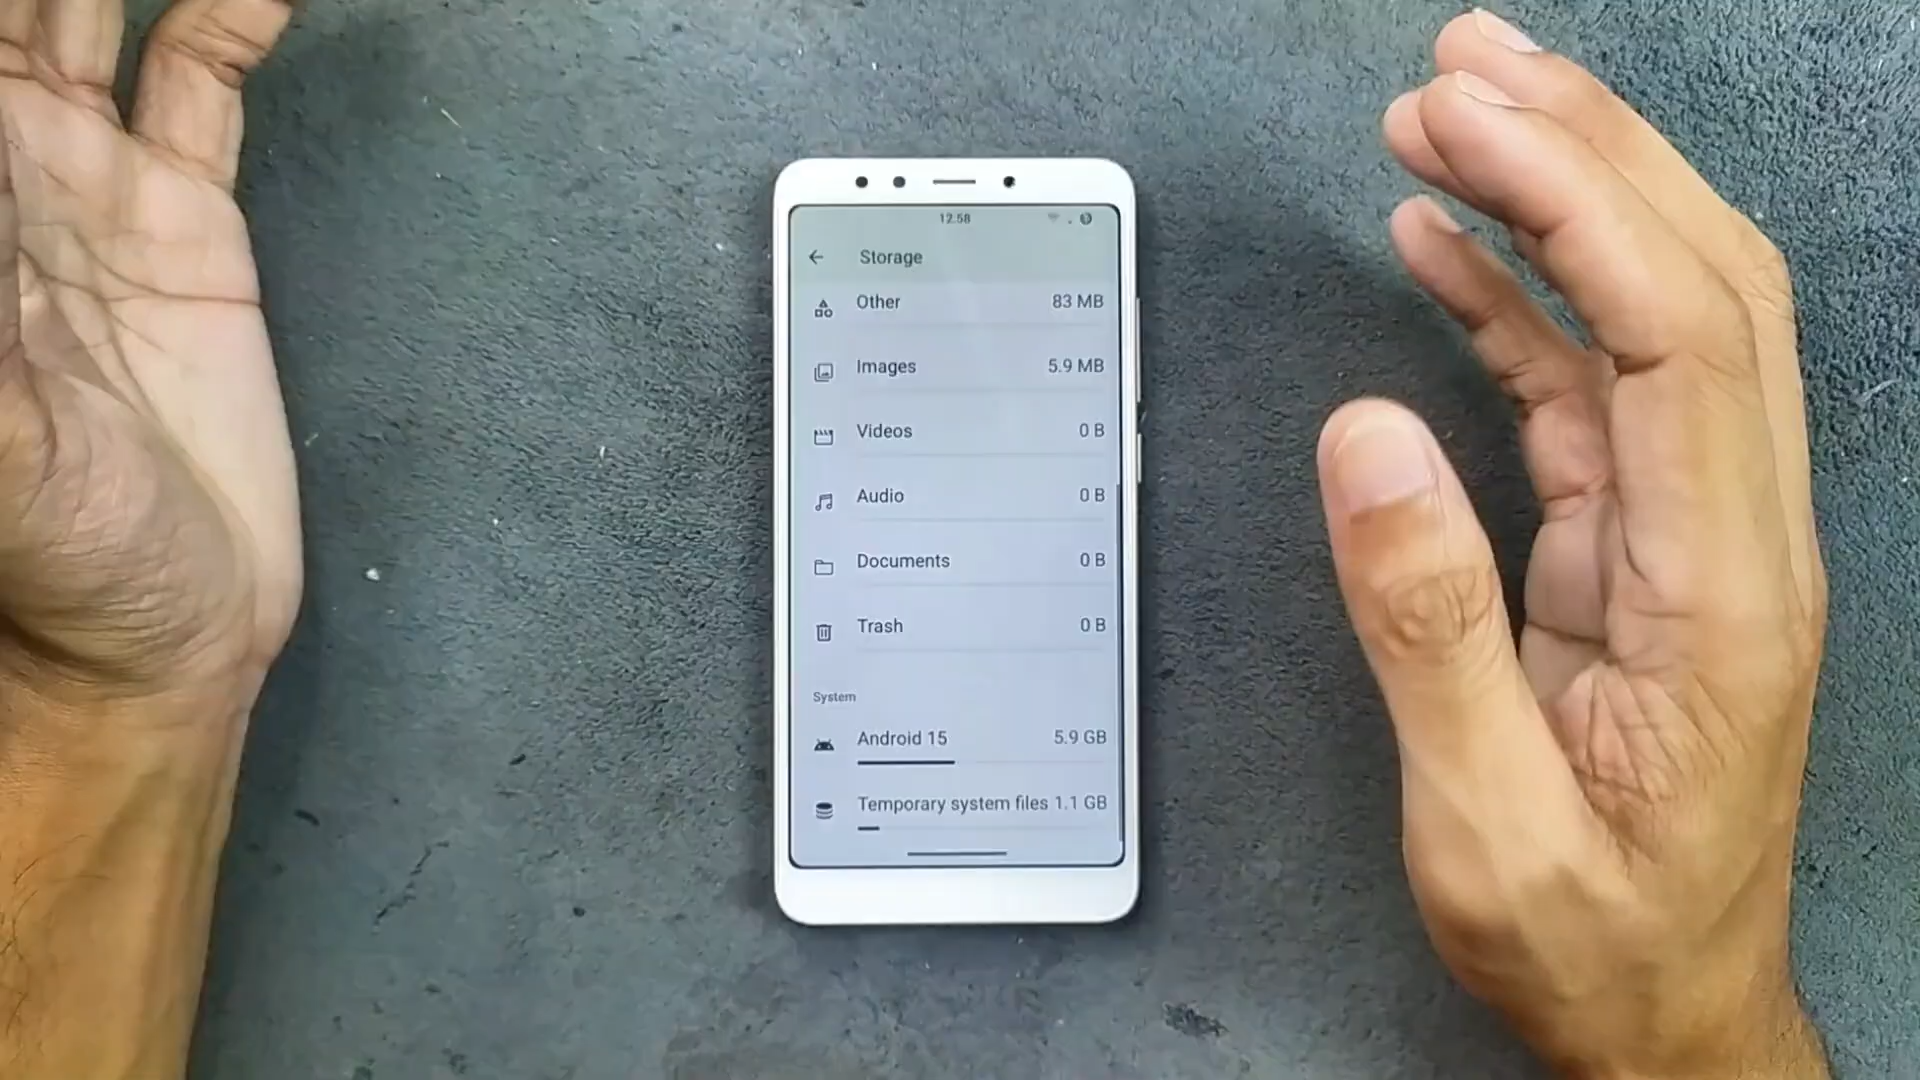 12.58
Storage
Other 83 MB
Images 5.9 MB
Videos 0 B
Audio 0 B
Documents 0 B
Trash 0 B
System
Android 15 5.9 GB
Temporary system files 1.1 GB